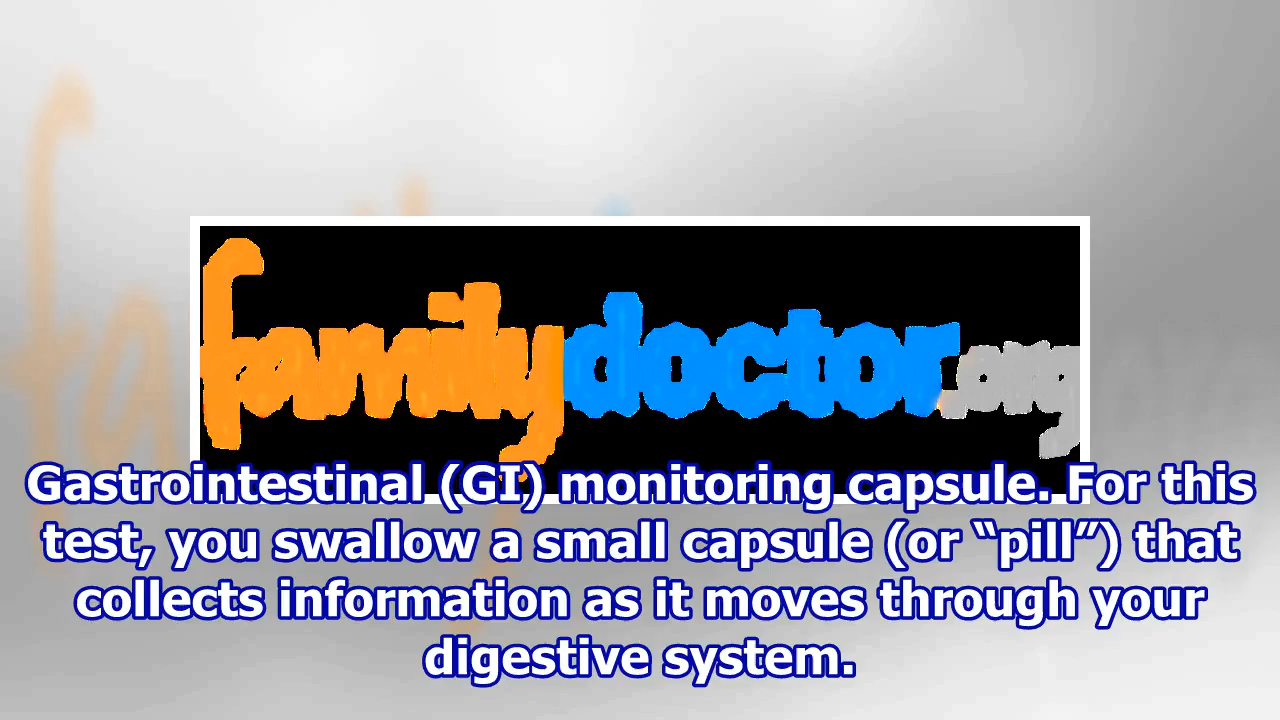 familydoctor.org
Gastrointestinal (GI) monitoring capsule. For this
test, you swallow a small capsule (or “pill”) that
collects information as it moves through your
digestive system.